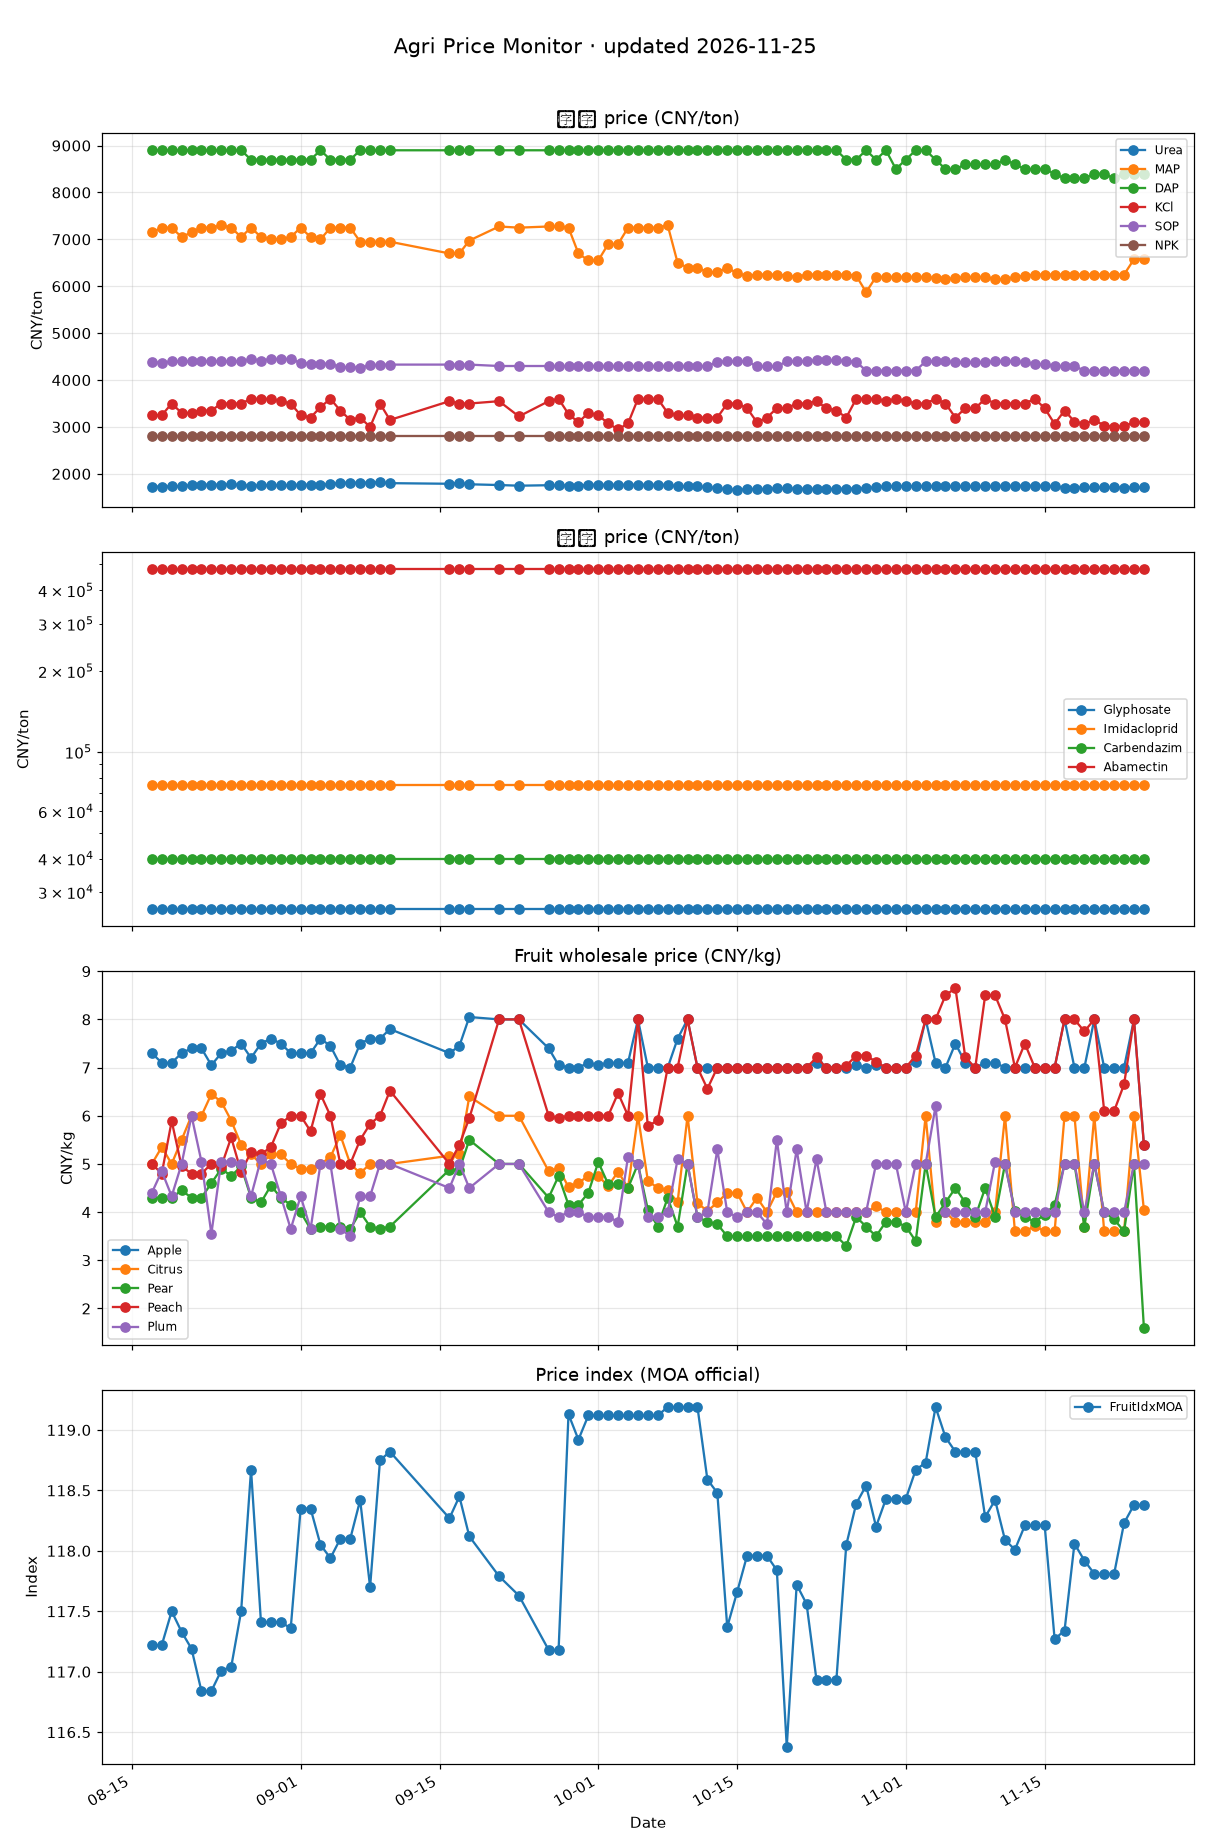 Agri Price Monitor · updated 2026-11-25
price (CNY/ton)
CNY/ton
9000
8000
7000
6000
5000
4000
3000
2000
Urea
MAP
DAP
KCl
SOP
NPK
price (CNY/ton)
CNY/ton
4 × 10⁵
3 × 10⁵
2 × 10⁵
10⁵
6 × 10⁴
4 × 10⁴
3 × 10⁴
Glyphosate
Imidacloprid
Carbendazim
Abamectin
Fruit wholesale price (CNY/kg)
CNY/kg
9
8
7
6
5
4
3
2
Apple
Citrus
Pear
Peach
Plum
Price index (MOA official)
Index
119.0
118.5
118.0
117.5
117.0
116.5
FruitIdxMOA
08-15
09-01
09-15
10-01
10-15
11-01
11-15
Date